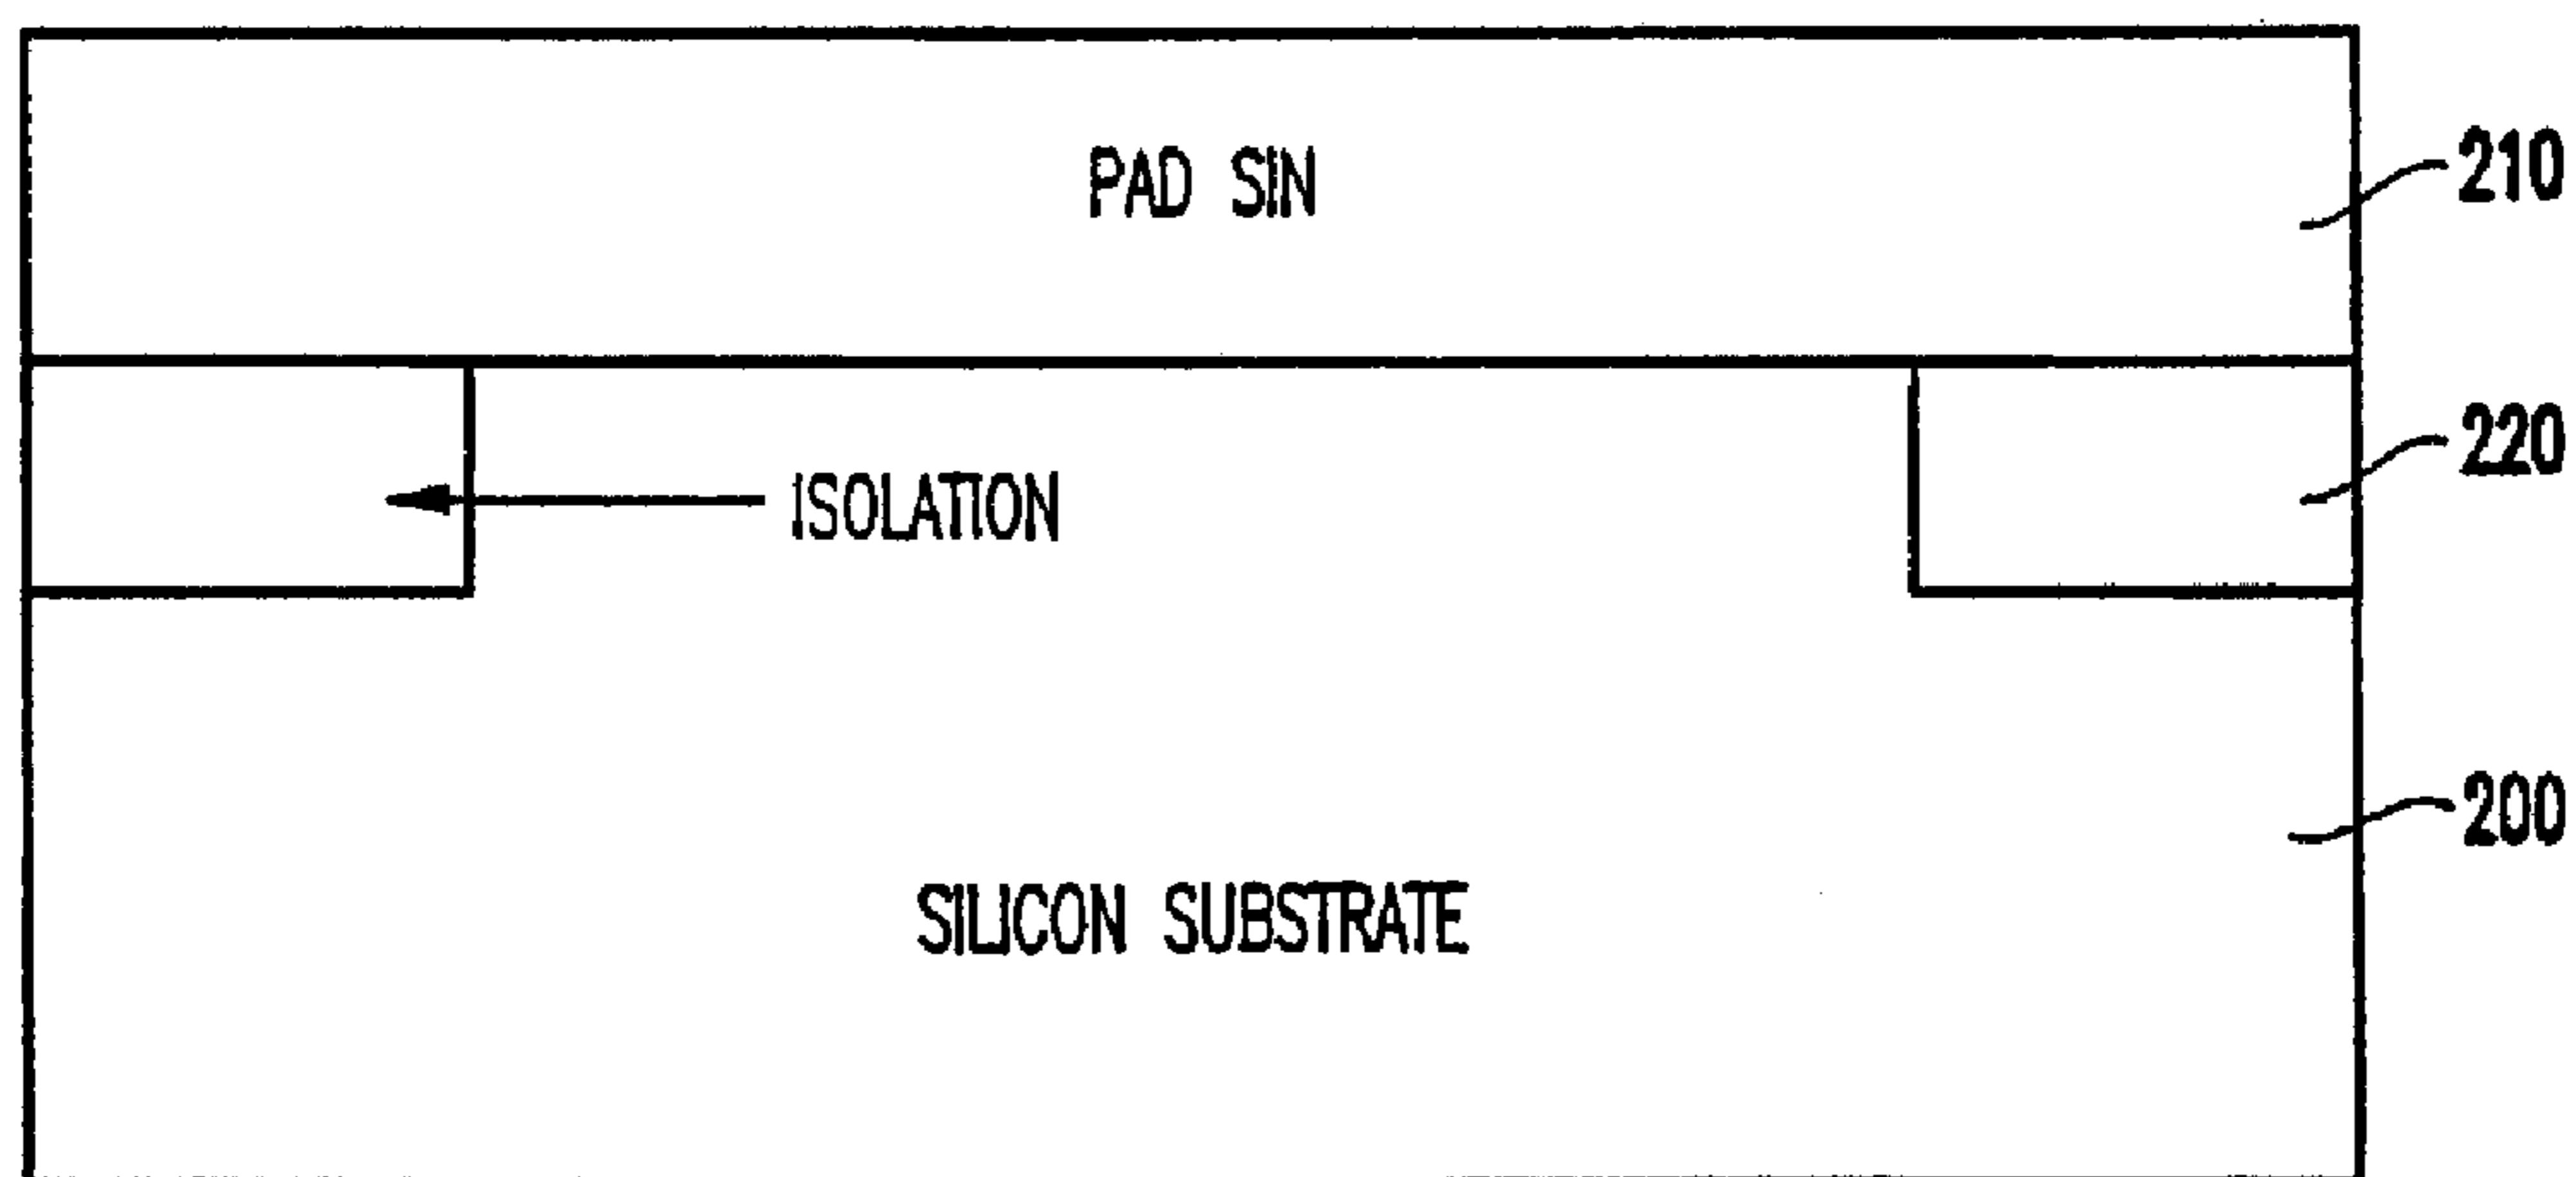 PAD SIN
210
ISOLATION
220
200
SILICON SUBSTRATE